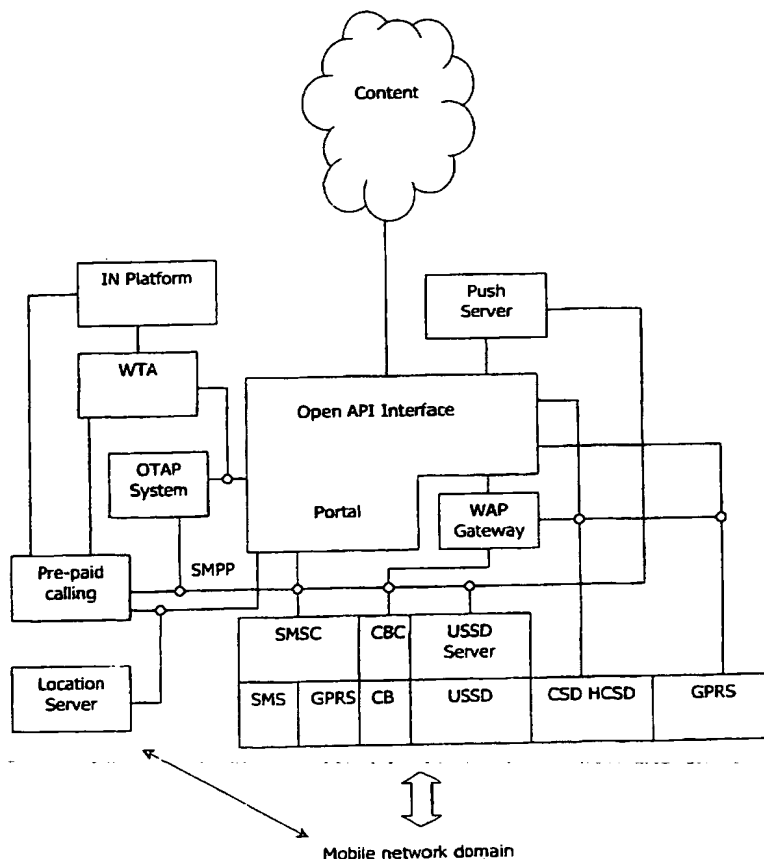 Content
IN Platform
Push
Server
WTA
Open API Interface
OTAP
System
Portal
WAP
Gateway
Pre-paid
calling
SMPP
SMSC
CBC
USSD
Server
Location
Server
SMS
GPRS
CB
USSD
CSD HCSD
GPRS
Mobile network domain